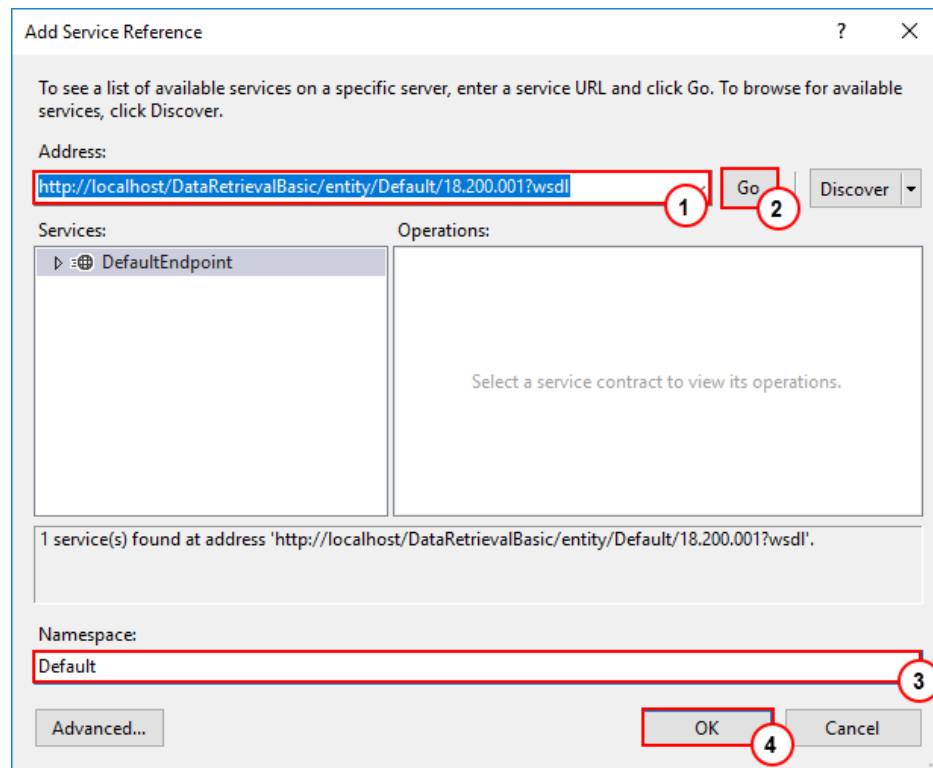 Add Service Reference ?
To see a list of available services on a specific server, enter a service URL and click Go. To browse for available
services, click Discover.
Address:
http://localhost/DataRetrievalBasic/entity/Default/18.200.001?wsdl 1 Go 2 Discover
Services: Operations:
DefaultEndpoint
Select a service contract to view its operations.
1 service(s) found at address 'http://localhost/DataRetrievalBasic/entity/Default/18.200.001?wsdl'.
Namespace:
Default
3
Advanced... OK 4 Cancel